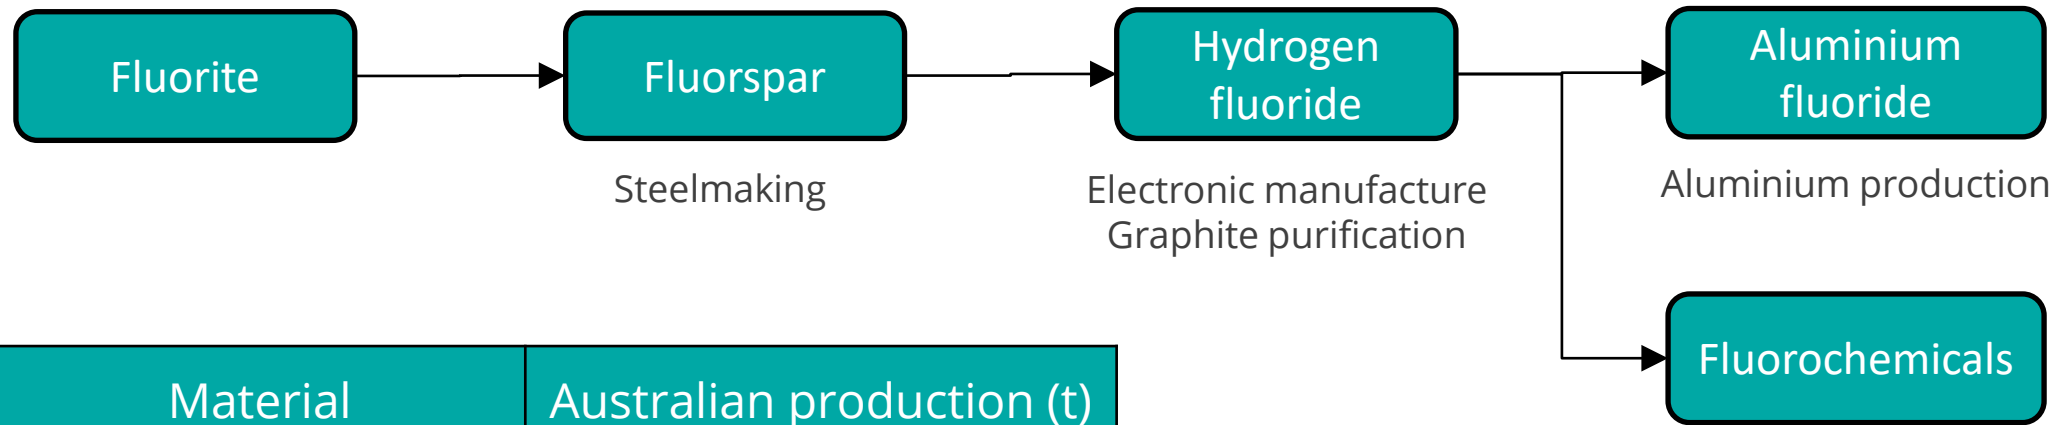 Fluorite
Fluorspar
Hydrogen
fluoride
Aluminium
fluoride
Steelmaking
Electronic manufacture
Graphite purification
Aluminium production
Fluorochemicals
Material
Australian production (t)